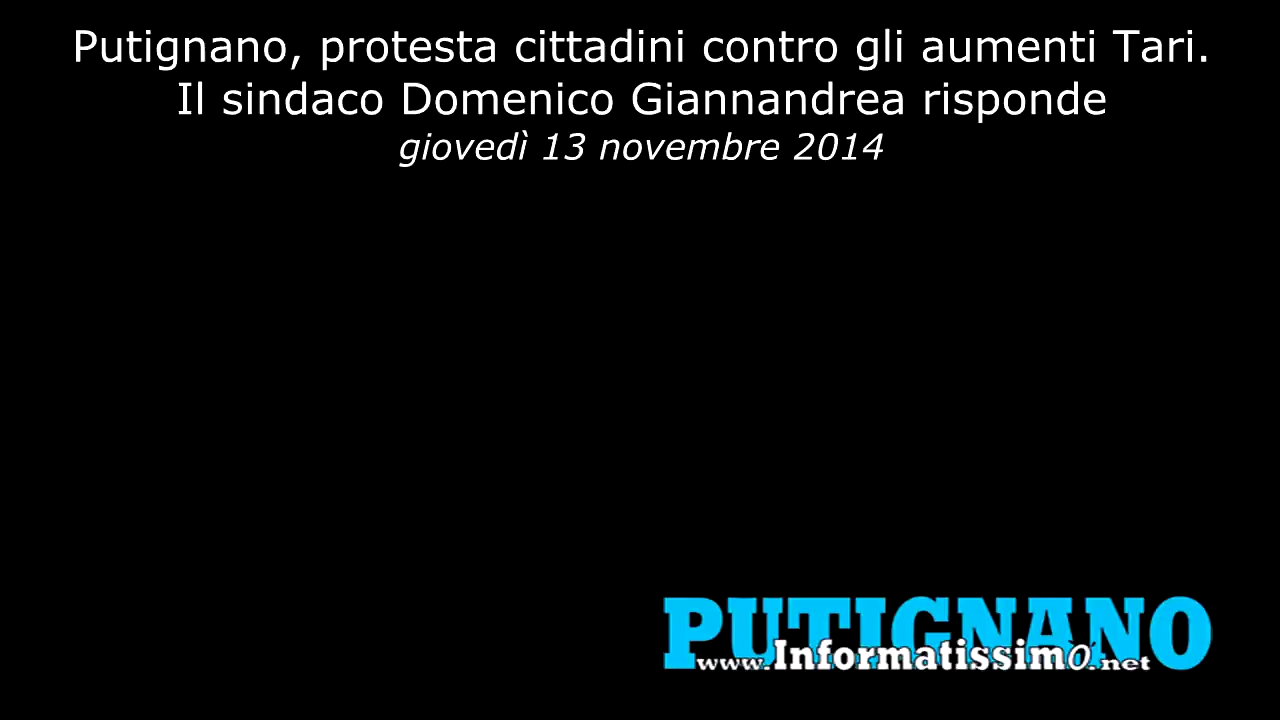 Putignano, protesta cittadini contro gli aumenti Tari.
Il sindaco Domenico Giannandrea risponde
giovedì 13 novembre 2014
PUTIGNANO
www.Informatissimo.net